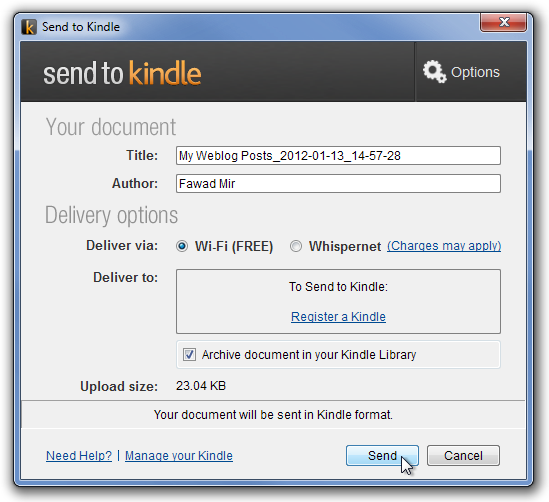 Send to Kindle
send to kindle
Options
Your document
Title: My Weblog Posts_2012-01-13_14-57-28
Author: Fawad Mir
Delivery options
Deliver via: Wi-Fi (FREE) Whispernet (Charges may apply)
Deliver to: To Send to Kindle:
Register a Kindle
Archive document in your Kindle Library
Upload size: 23.04 KB
Your document will be sent in Kindle format.
Need Help? | Manage your Kindle Send Cancel